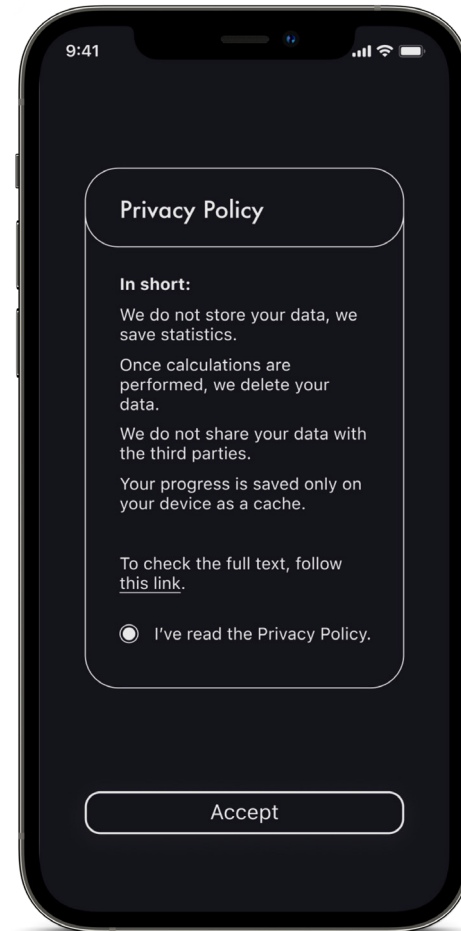 9:41
Privacy Policy
In short:
We do not store your data, we
save statistics.
Once calculations are
performed, we delete your
data.
We do not share your data with
the third parties.
Your progress is saved only on
your device as a cache.
To check the full text, follow
this link.
I’ve read the Privacy Policy.
Accept